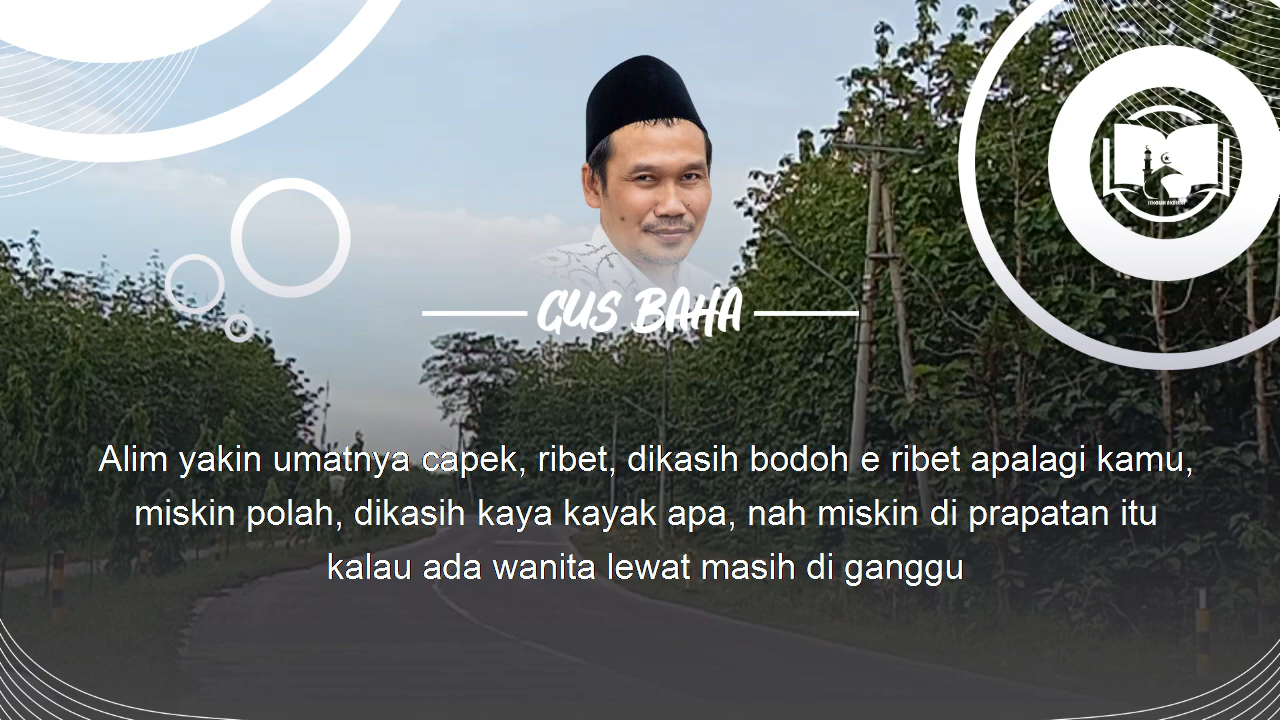 GUS BAHA
Alim yakin umatnya capek, ribet, dikasih bodoh e ribet apalagi kamu,
miskin polah, dikasih kaya kayak apa, nah miskin di prapatan itu
kalau ada wanita lewat masih di ganggu